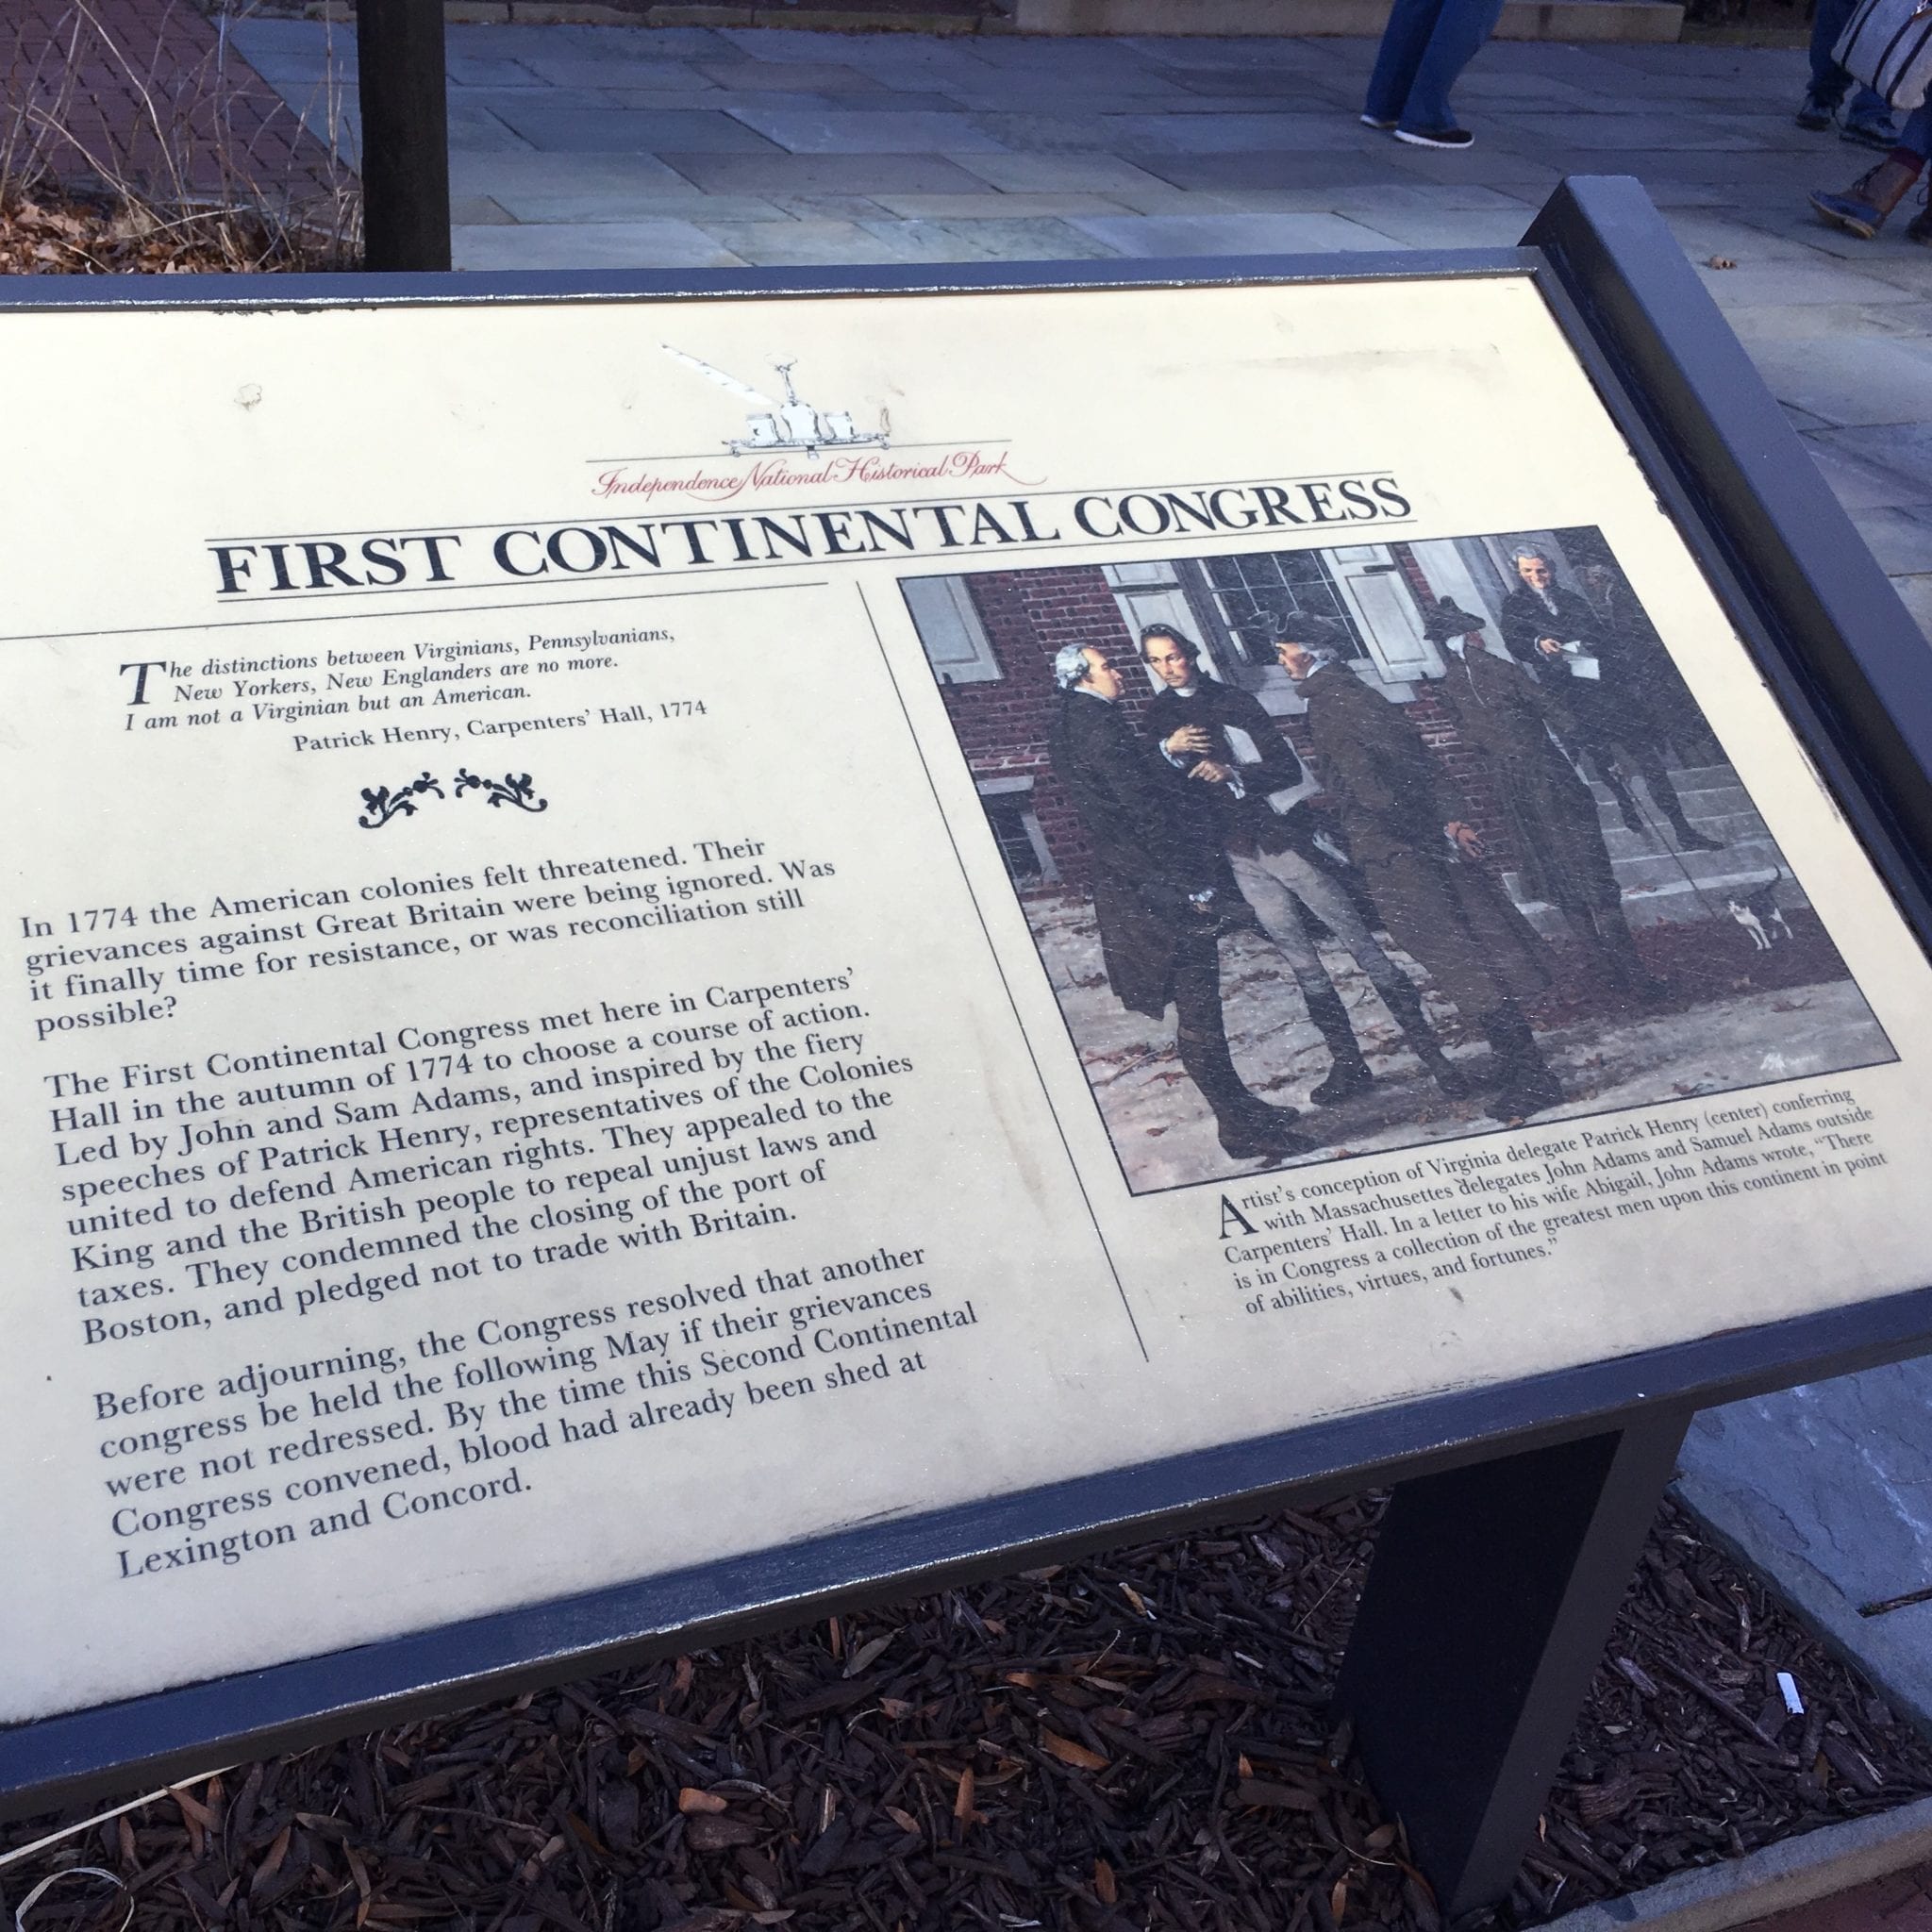 Independence National Historical Park
FIRST CONTINENTAL CONGRESS
The distinctions between Virginians, Pennsylvanians,
New Yorkers, New Englanders are no more.
I am not a Virginian but an American.
Patrick Henry, Carpenters' Hall, 1774
In 1774 the American colonies felt threatened. Their
grievances against Great Britain were being ignored. Was
it finally time for resistance, or was reconciliation still
possible?
The First Continental Congress met here in Carpenters'
Hall in the autumn of 1774 to choose a course of action.
Led by John and Sam Adams, and inspired by the fiery
speeches of Patrick Henry, representatives of the Colonies
united to defend American rights. They appealed to the
King and the British people to repeal unjust laws and
taxes. They condemned the closing of the port of
Boston, and pledged not to trade with Britain.
Before adjourning, the Congress resolved that another
congress be held the following May if their grievances
were not redressed. By the time this Second Continental
Congress convened, blood had already been shed at
Lexington and Concord.
Artist's conception of Virginia delegate Patrick Henry (center) conferring
with Massachusettes delegates John Adams and Samuel Adams outside
Carpenters' Hall. In a letter to his wife Abigail, John Adams wrote, "There
is in Congress a collection of the greatest men upon this continent in point
of abilities, virtues, and fortunes."